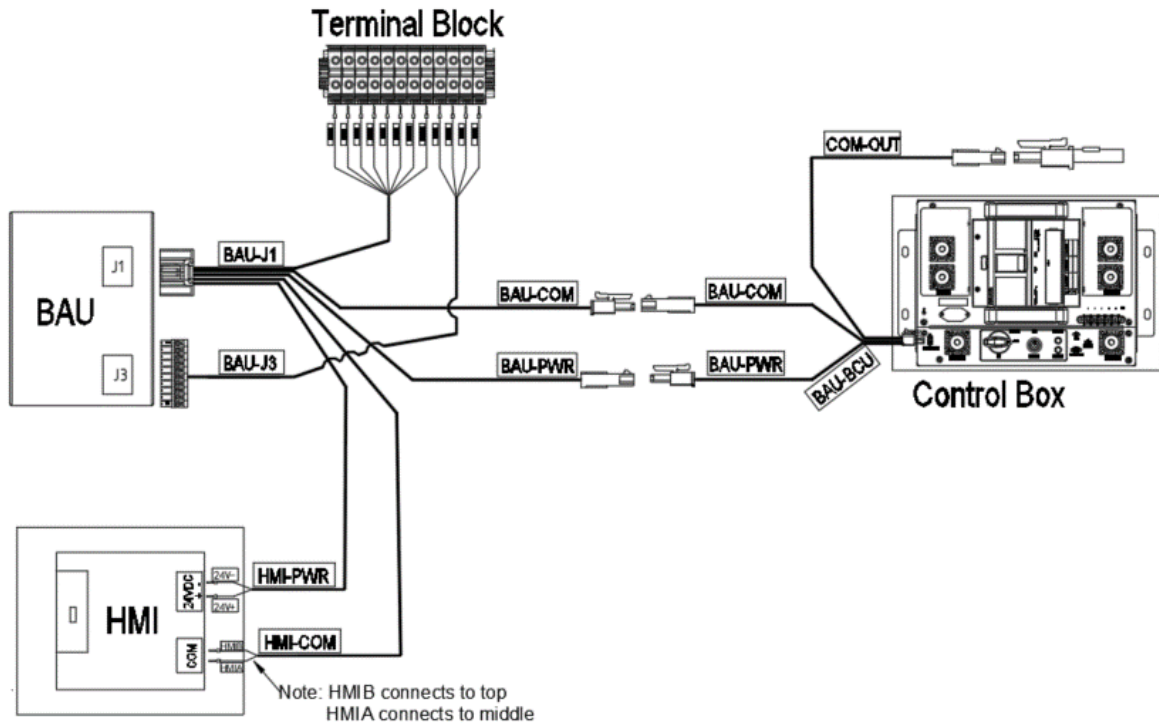 Terminal Block
COM-OUT
J1
BAU-J1
BAU
BAU-COM
BAU-COM
J3
BAU-J3
BAU-PWR
BAU-PWR
BAU-BCU
Control Box
HMI
24VDC
- +
24V-
24V+
HMI-PWR
COM
HMIB
HMIA
HMI-COM
Note: HMIB connects to top
HMIA connects to middle